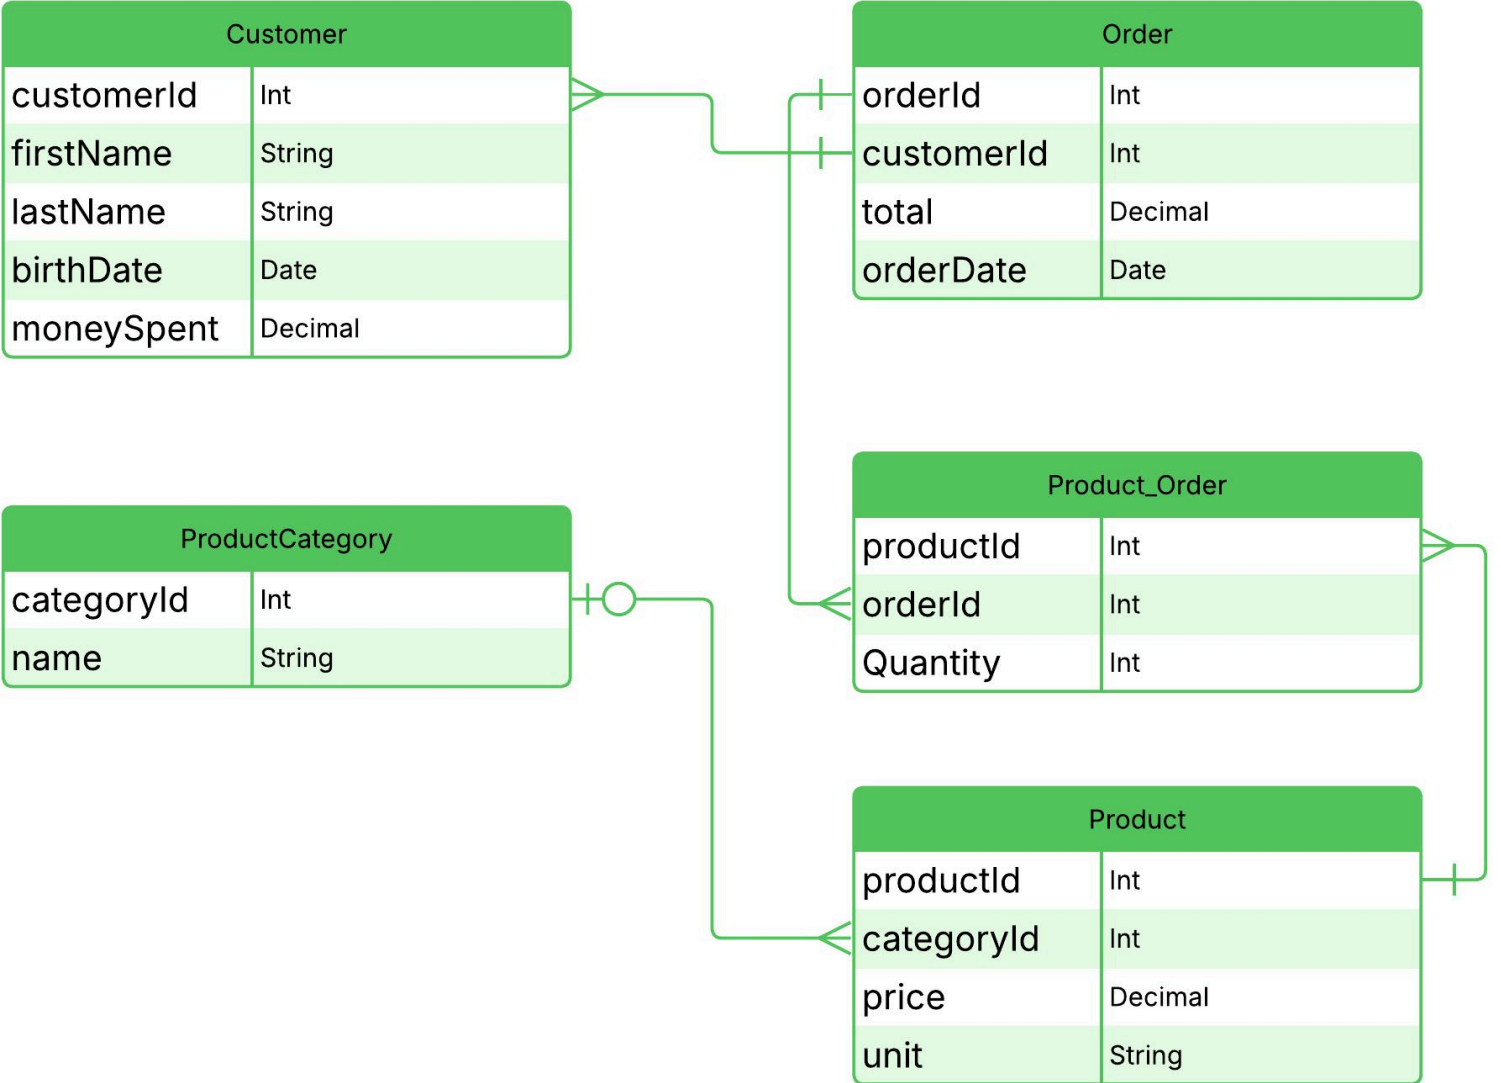 Customer
customerId Int
firstName String
lastName String
birthDate Date
moneySpent Decimal
Order
orderId Int
customerId Int
total Decimal
orderDate Date
ProductCategory
categoryId Int
name String
Product_Order
productId Int
orderId Int
Quantity Int
Product
productId Int
categoryId Int
price Decimal
unit String